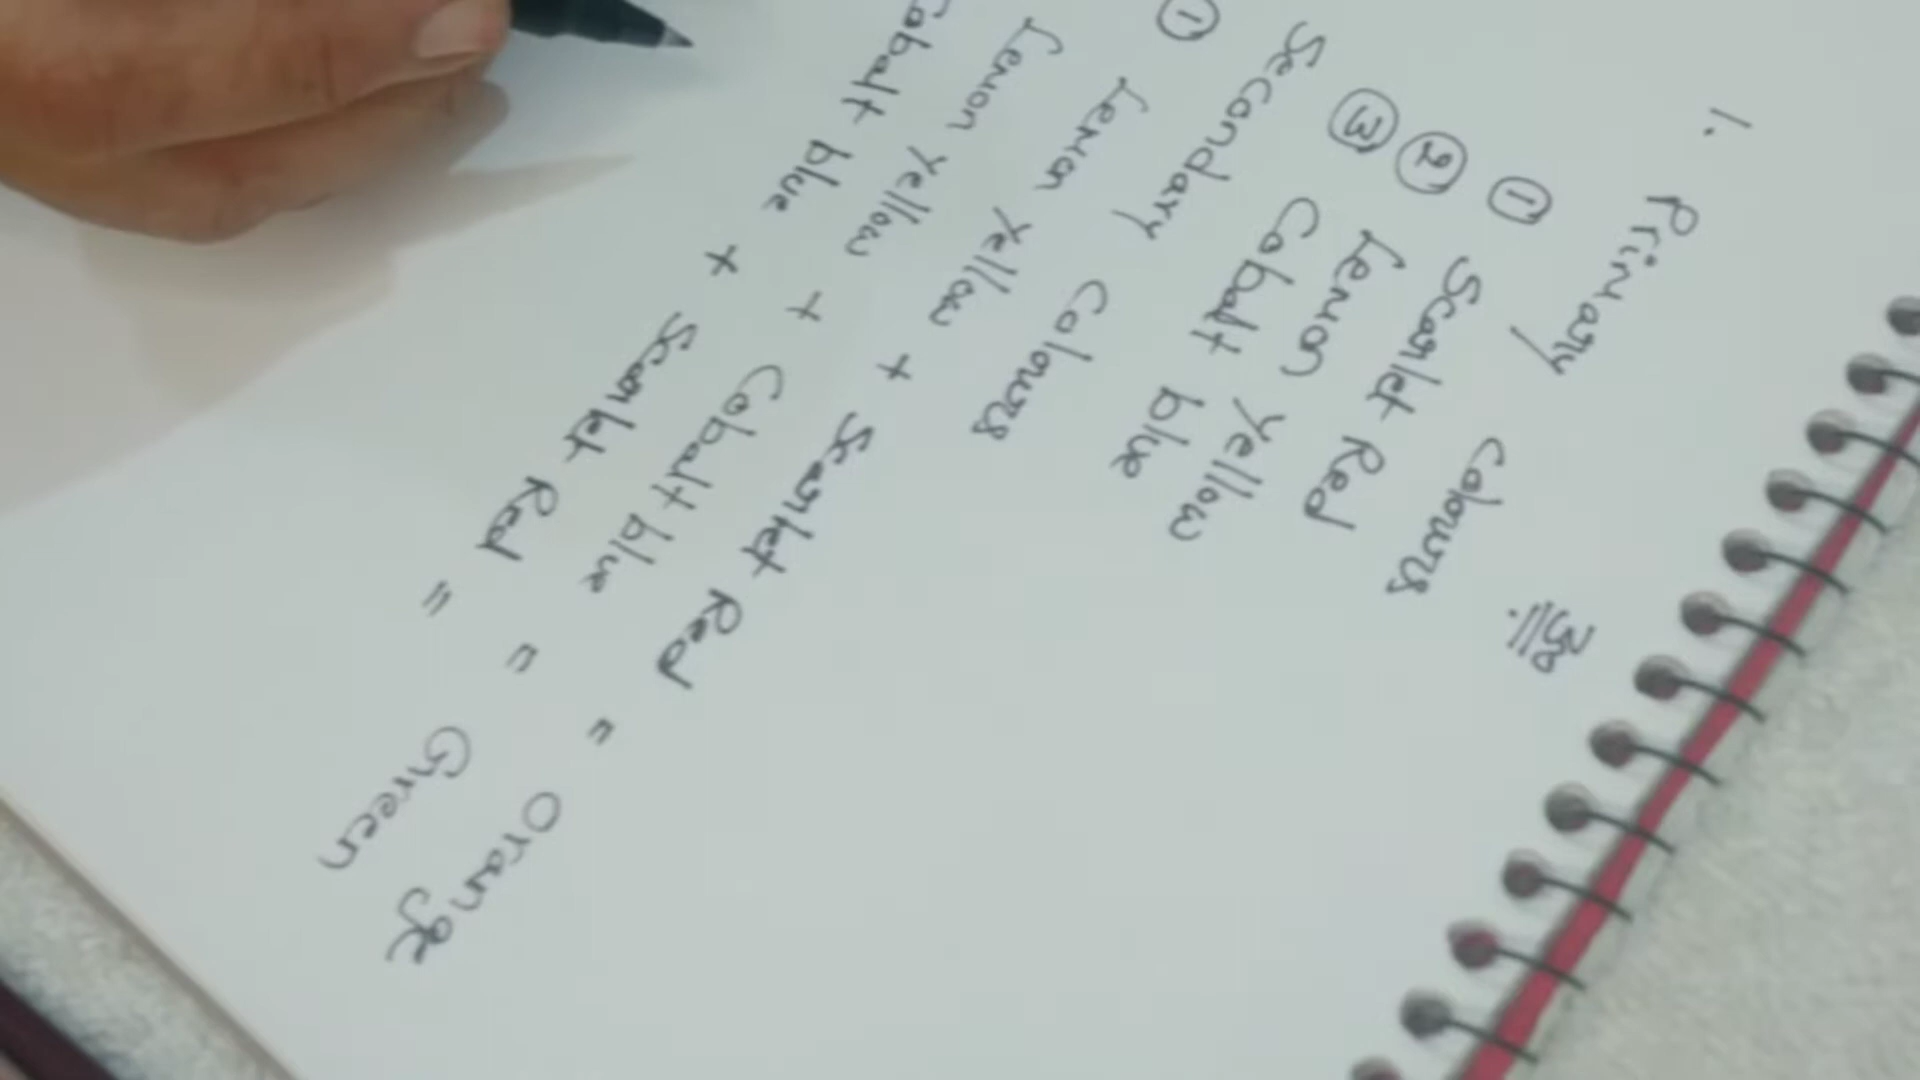 1. Primary colours
① Scarlet Red
② Lemon yellow
③ Cobalt blue
Secondary colours
① Lemon yellow + Scarlet Red = Orange
Lemon yellow + Cobalt blue = Green
Cobalt blue + Scarlet Red =